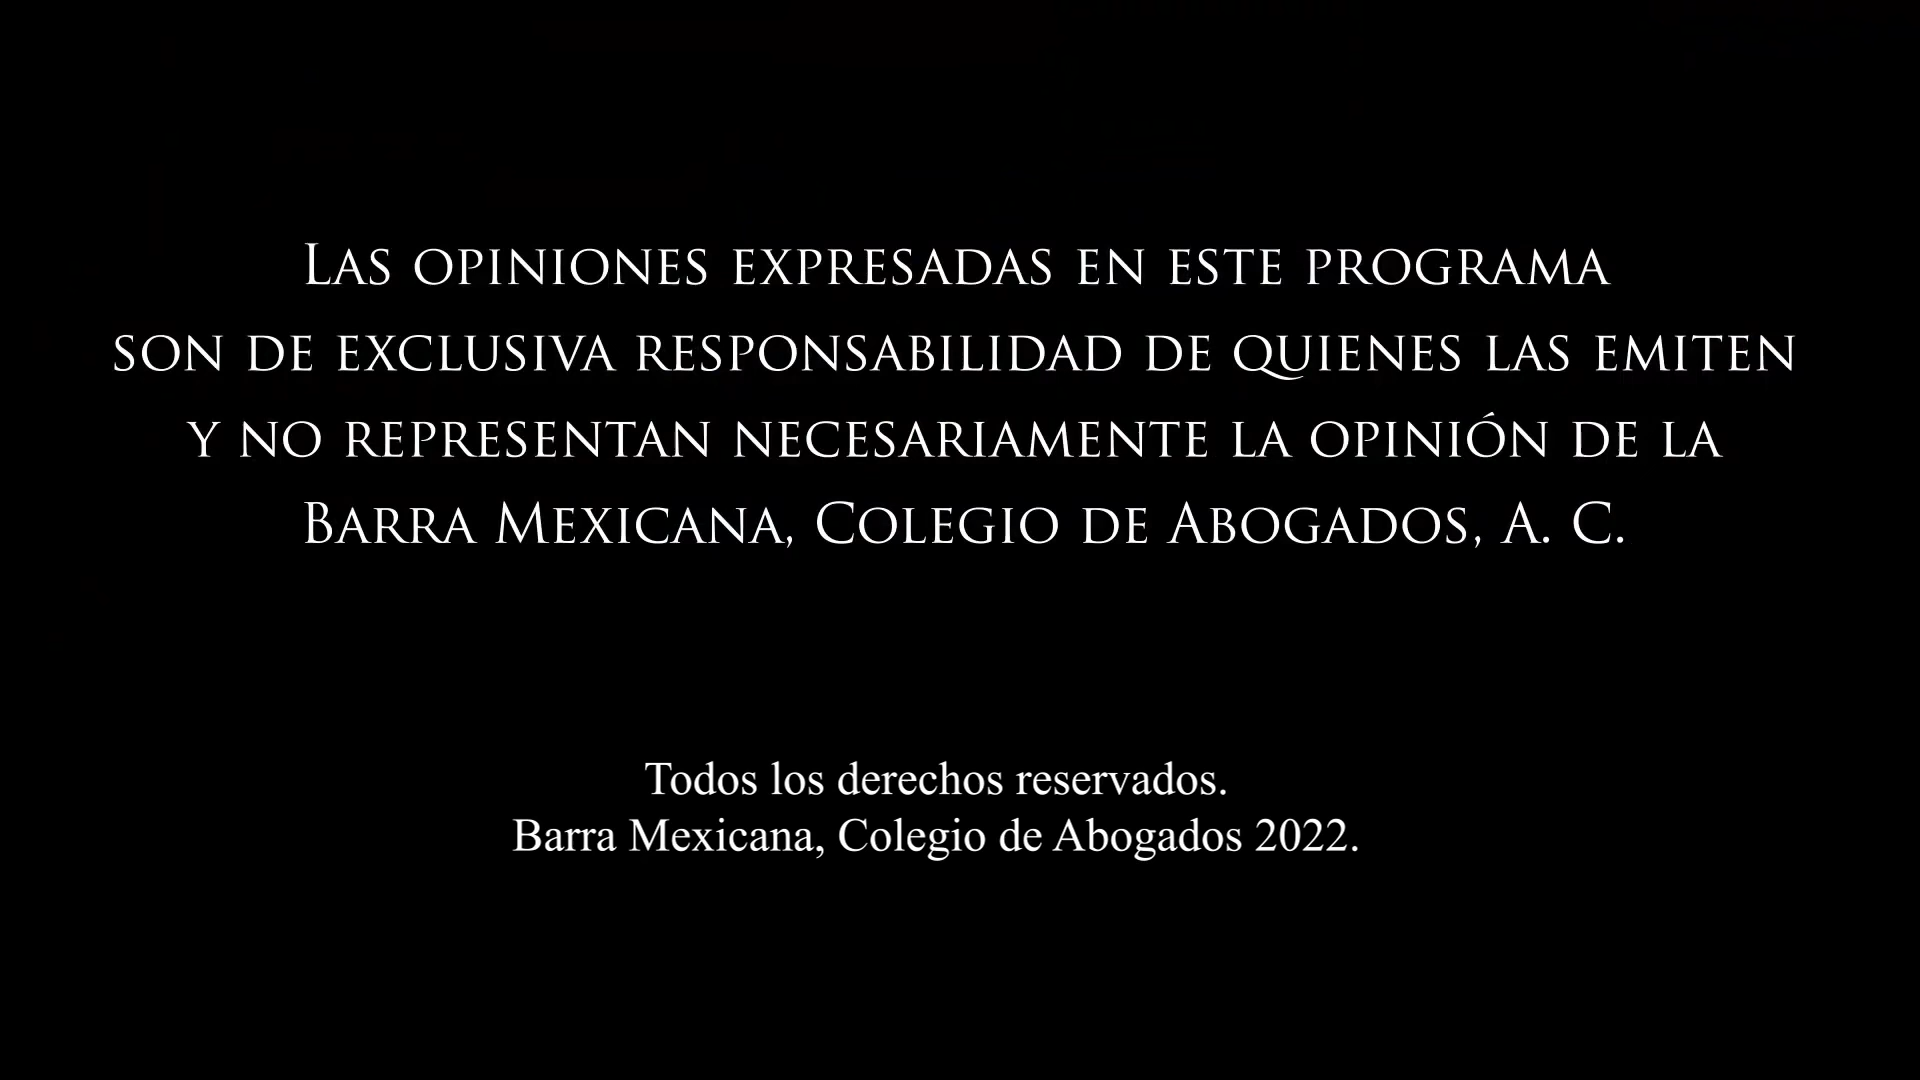 Las opiniones expresadas en este programa
son de exclusiva responsabilidad de quienes las emiten
y no representan necesariamente la opinión de la
Barra Mexicana, Colegio de Abogados, A. C.
Todos los derechos reservados.
Barra Mexicana, Colegio de Abogados 2022.